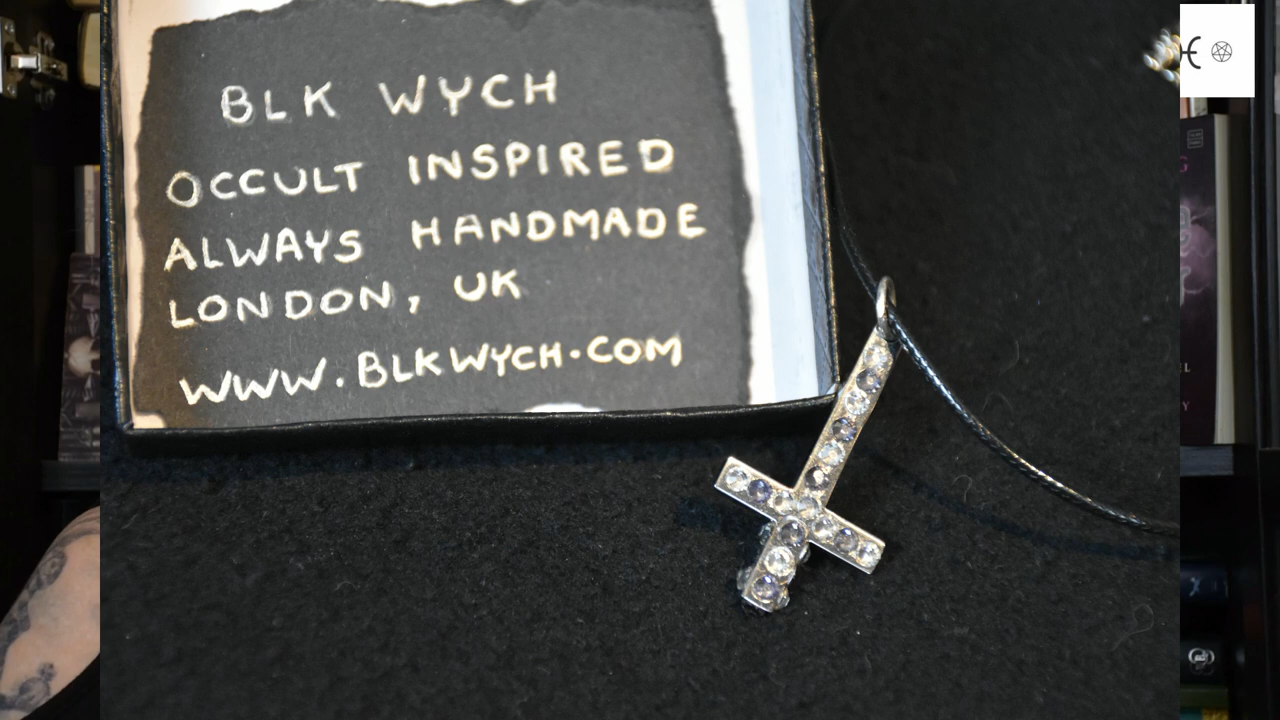 BLK WYCH
OCCULT INSPIRED
ALWAYS HANDMADE
LONDON, UK
WWW.BLKWYCH.COM